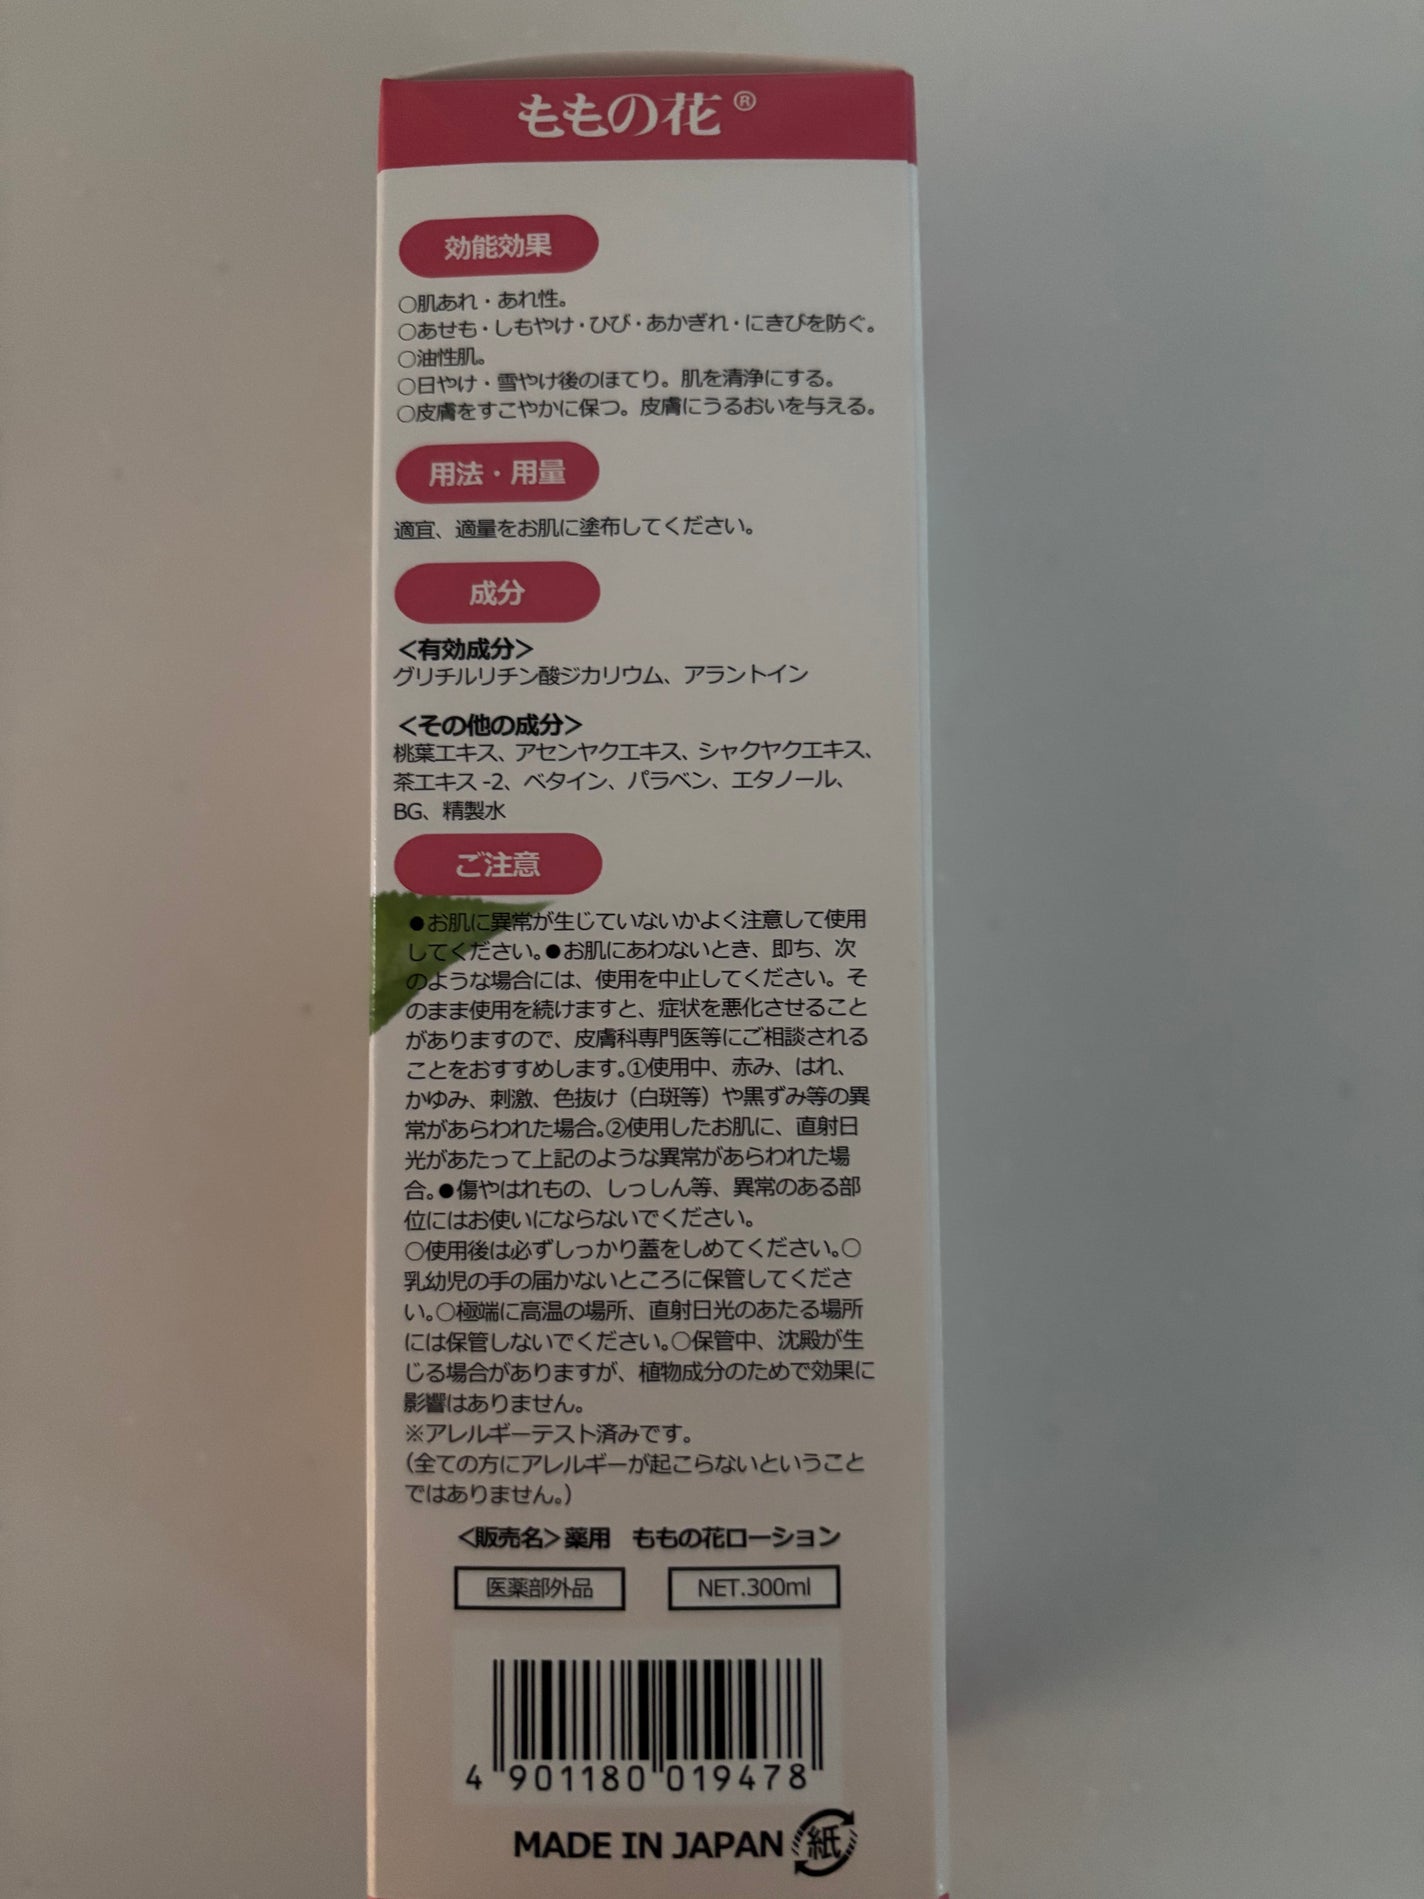 ももの花®
効能効果
○肌あれ・あれ性。
○あせも・しもやけ・ひび・あかぎれ・にきびを防ぐ。
○油性肌。
○日やけ・雪やけ後のほてり。肌を清浄にする。
○皮膚をすこやかに保つ。皮膚にうるおいを与える。
用法・用量
適宜、適量をお肌に塗布してください。
成分
＜有効成分＞
グリチルリチン酸ジカリウム、アラントイン
＜その他の成分＞
桃葉エキス、アセンヤクエキス、シャクヤクエキス、
茶エキス -2、ベタイン、パラベン、エタノール、
BG、精製水
ご注意
●お肌に異常が生じていないかよく注意して使用
してください。●お肌にあわないとき、即ち、次
のような場合には、使用を中止してください。そ
のまま使用を続けますと、症状を悪化させること
がありますので、皮膚科専門医等にご相談される
ことをおすすめします。①使用中、赤み、はれ、
かゆみ、刺激、色抜け（白斑等）や黒ずみ等の異
常があらわれた場合。②使用したお肌に、直射日
光があたって上記のような異常があらわれた場
合。●傷やはれもの、しっしん等、異常のある部
位にはお使いにならないでください。
○使用後は必ずしっかり蓋をしめてください。○
乳幼児の手の届かないところに保管してくださ
い。○極端に高温の場所、直射日光のあたる場所
には保管しないでください。○保管中、沈殿が生
じる場合がありますが、植物成分のためで効果に
影響はありません。
※アレルギーテスト済みです。
（全ての方にアレルギーが起こらないということ
ではありません。）
＜販売名＞薬用　ももの花ローション
医薬部外品
NET.300ml
4 901180 019478
MADE IN JAPAN 紙